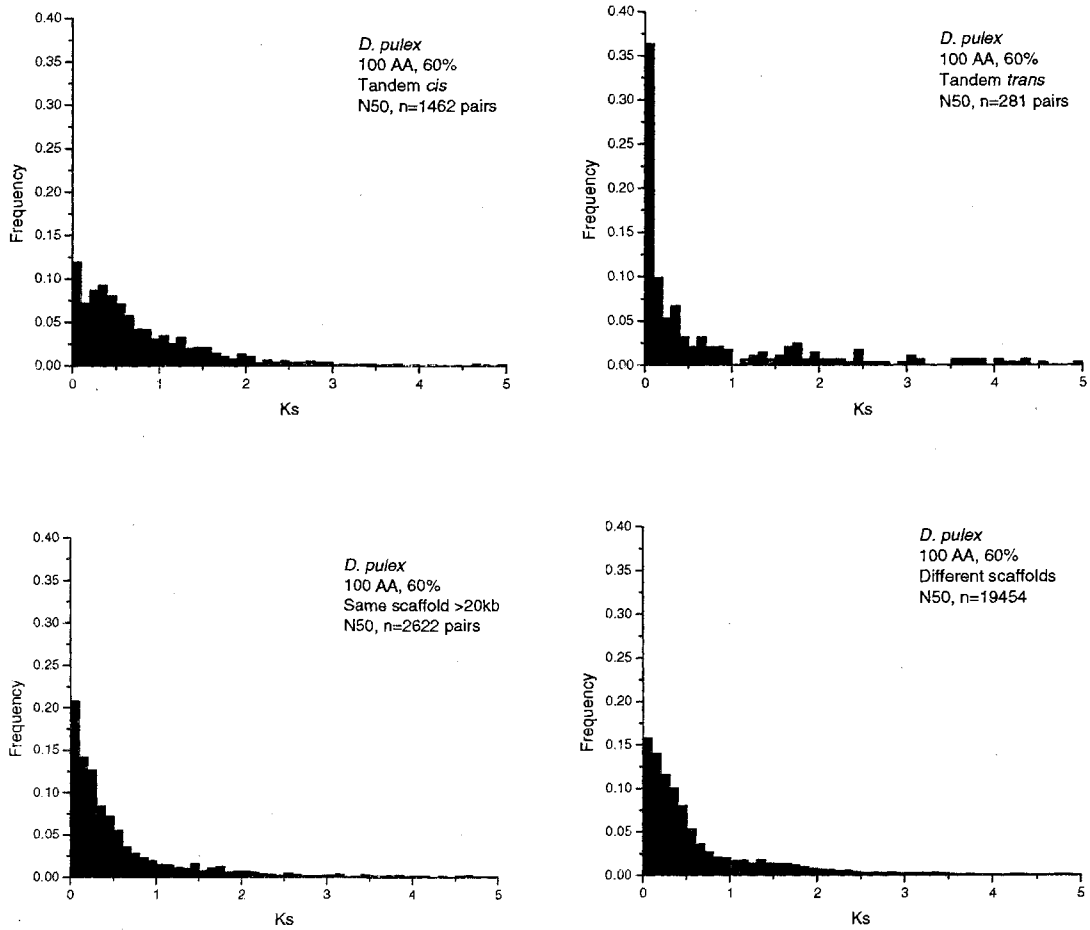 D. pulex
100 AA, 60%
Tandem cis
N50, n=1462 pairs
Frequency
0.40
0.35
0.30
0.25
0.20
0.15
0.10
0.05
0.00
0 1 2 3 4 5
Ks
D. pulex
100 AA, 60%
Tandem trans
N50, n=281 pairs
Frequency
0.40
0.35
0.30
0.25
0.20
0.15
0.10
0.05
0.00
0 1 2 3 4 5
Ks
D. pulex
100 AA, 60%
Same scaffold >20kb
N50, n=2622 pairs
Frequency
0.40
0.35
0.30
0.25
0.20
0.15
0.10
0.05
0.00
0 1 2 3 4 5
Ks
D. pulex
100 AA, 60%
Different scaffolds
N50, n=19454
Frequency
0.40
0.35
0.30
0.25
0.20
0.15
0.10
0.05
0.00
0 1 2 3 4 5
Ks